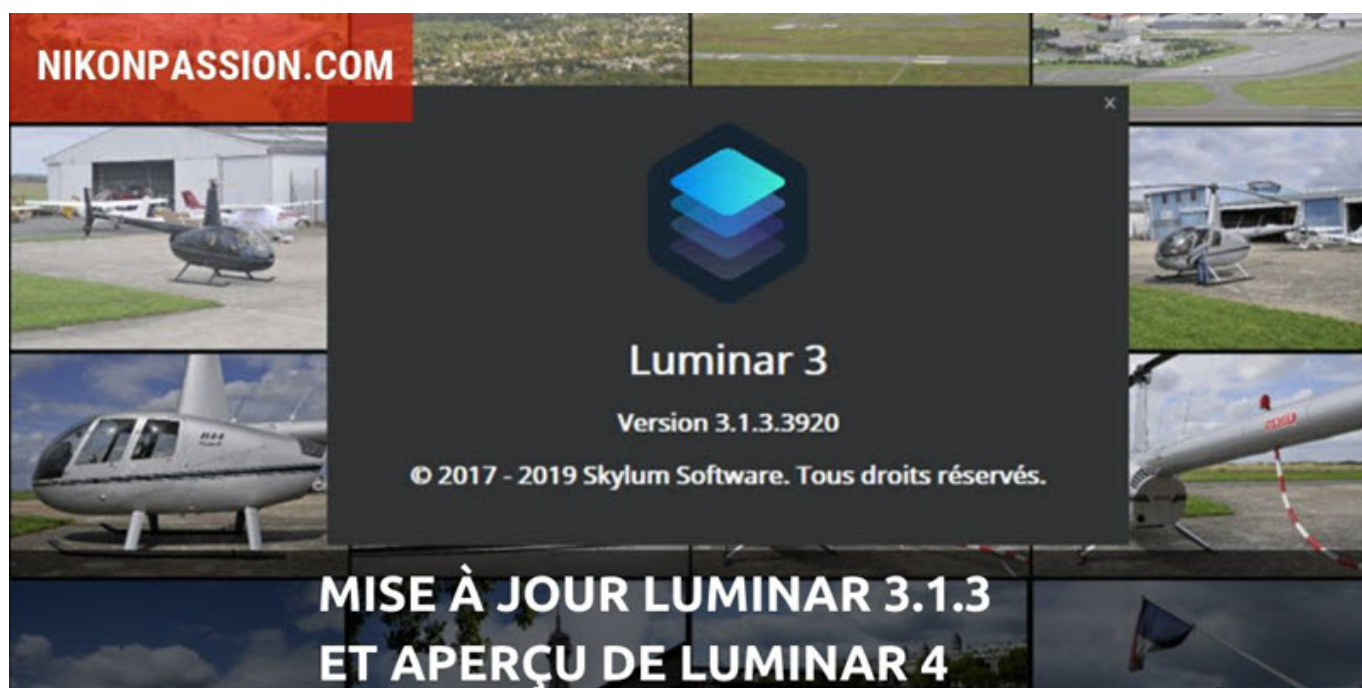 NIKONPASSION.COM
Luminar 3
Version 3.1.3.3920
© 2017 - 2019 Skylum Software. Tous droits réservés.
R44
MISE À JOUR LUMINAR 3.1.3
ET APERÇU DE LUMINAR 4